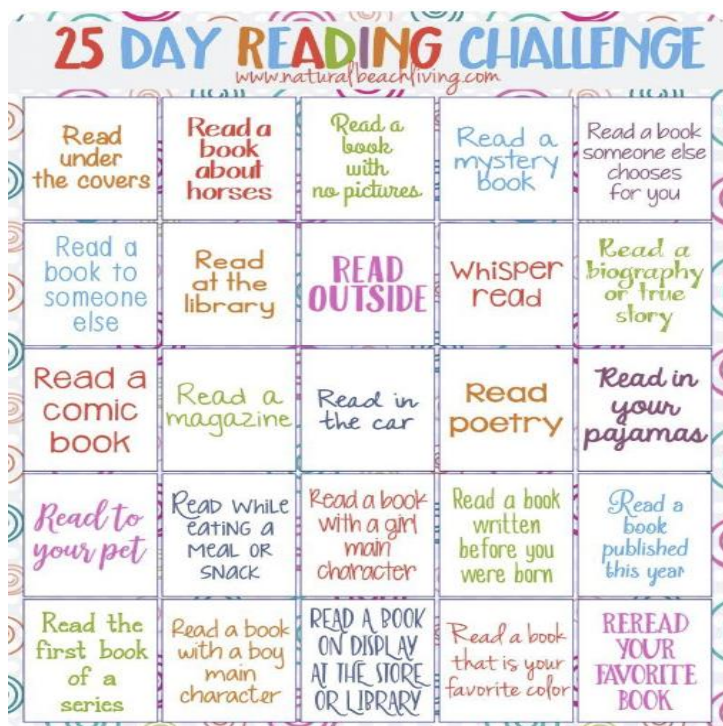 25 DAY READING CHALLENGE
www.naturalbeachliving.com
Read
under
the covers
Read a
book
about
horses
Read a
book
with
no pictures
Read a
mystery
book
Read a book
someone else
chooses
for you
Read a
book to
someone
else
Read
at the
library
READ
OUTSIDE
Whisper
read
Read a
biography
or true
story
Read a
comic
book
Read a
magazine
Read in
the car
Read
poetry
Read in
your
pajamas
Read to
your pet
READ WHILE
EATING A
MEAL OR
SNACK
Read a book
with a girl
main
character
Read a book
written
before you
were born
Read a
book
published
this year
Read the
first book
of a
series
Read a book
with a boy
main
character
READ A BOOK
ON DISPLAY
AT THE STORE
OR LIBRARY
Read a book
that is your
favorite color
REREAD
YOUR
FAVORITE
BOOK